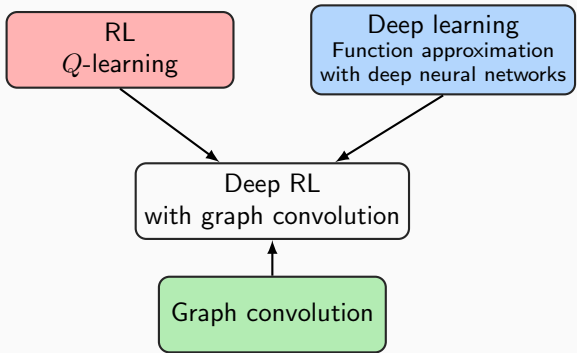 RL
Q-learning
Deep learning
Function approximation
with deep neural networks
Deep RL
with graph convolution
Graph convolution